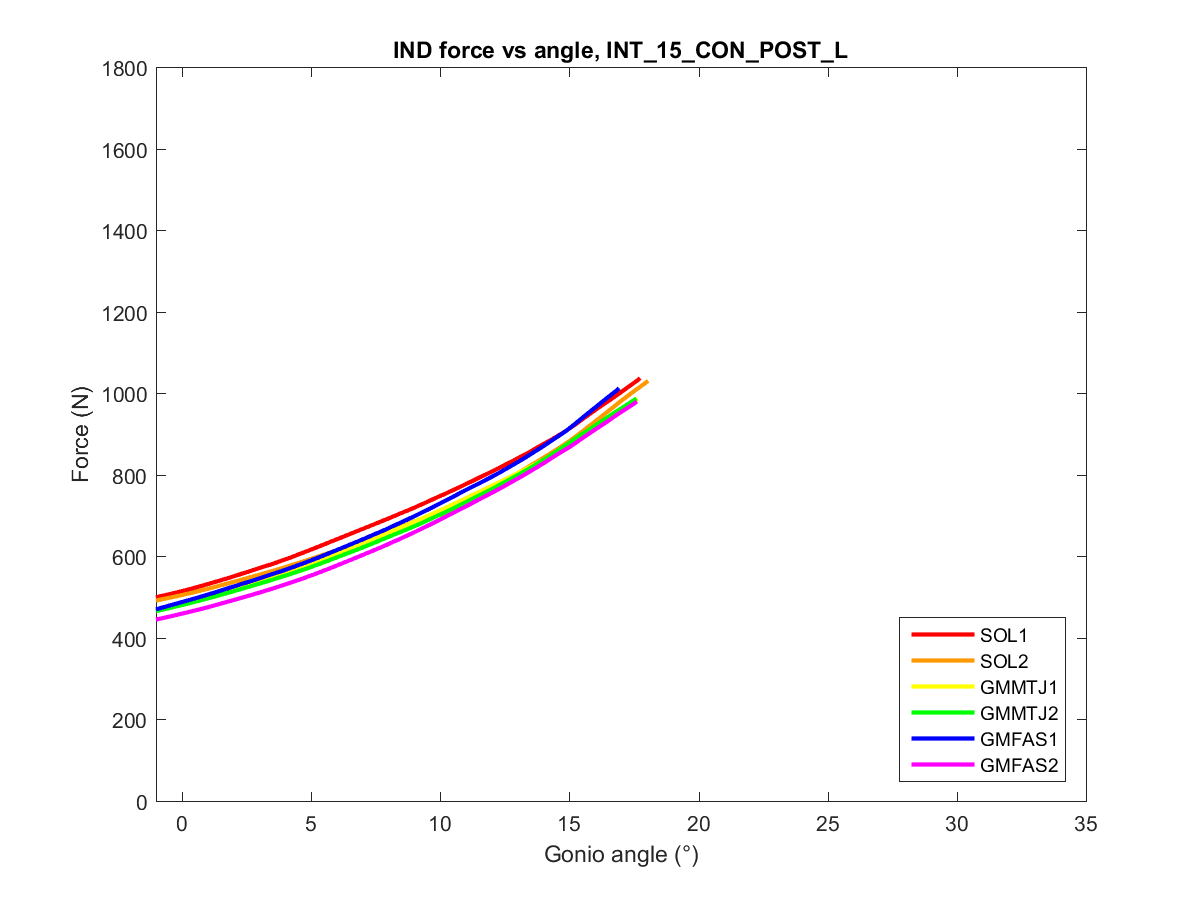 IND force vs angle, INT_15_CON_POST_L
1800
1600
1400
1200
1000
800
600
400
200
0
Force (N)
0 5 10 15 20 25 30 35
Gonio angle (°)
SOL1
SOL2
GMMTJ1
GMMTJ2
GMFAS1
GMFAS2